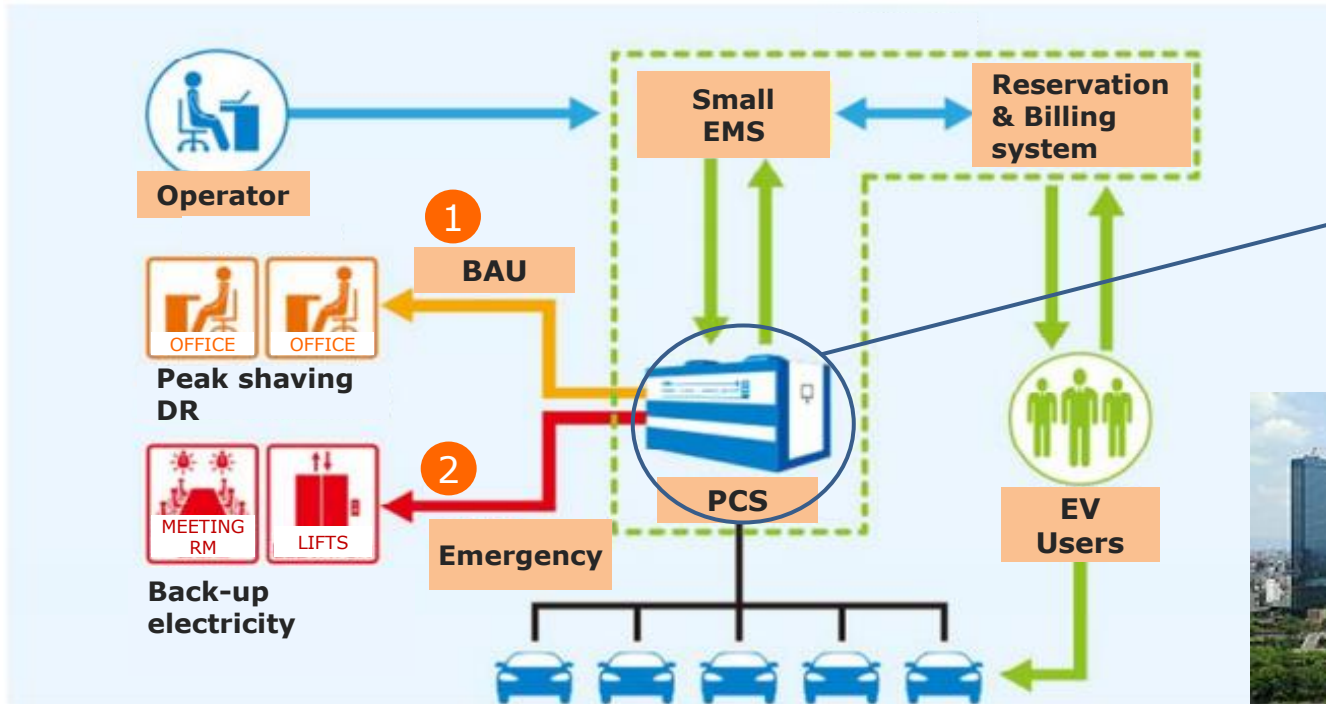 Small
EMS
Reservation
& Billing
system
Operator
1
BAU
OFFICE
OFFICE
Peak shaving
DR
2
MEETING
RM
LIFTS
Emergency
Back-up
electricity
PCS
EV
Users